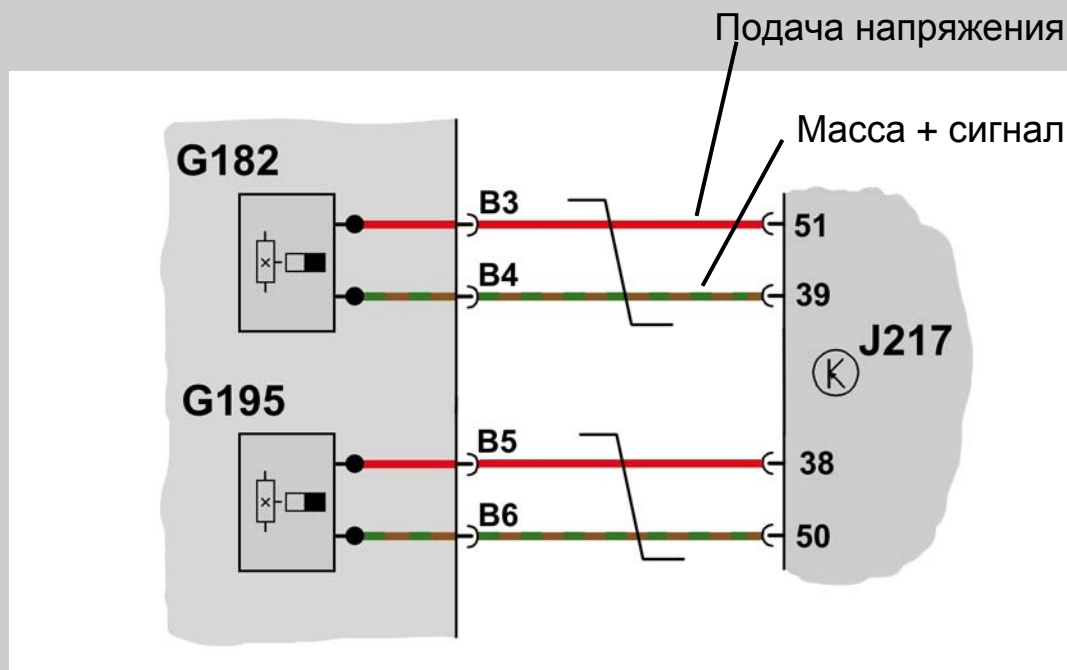 Подача напряжения
Масса + сигнал
G182
B3
51
B4
39
J217
K
G195
B5
38
B6
50